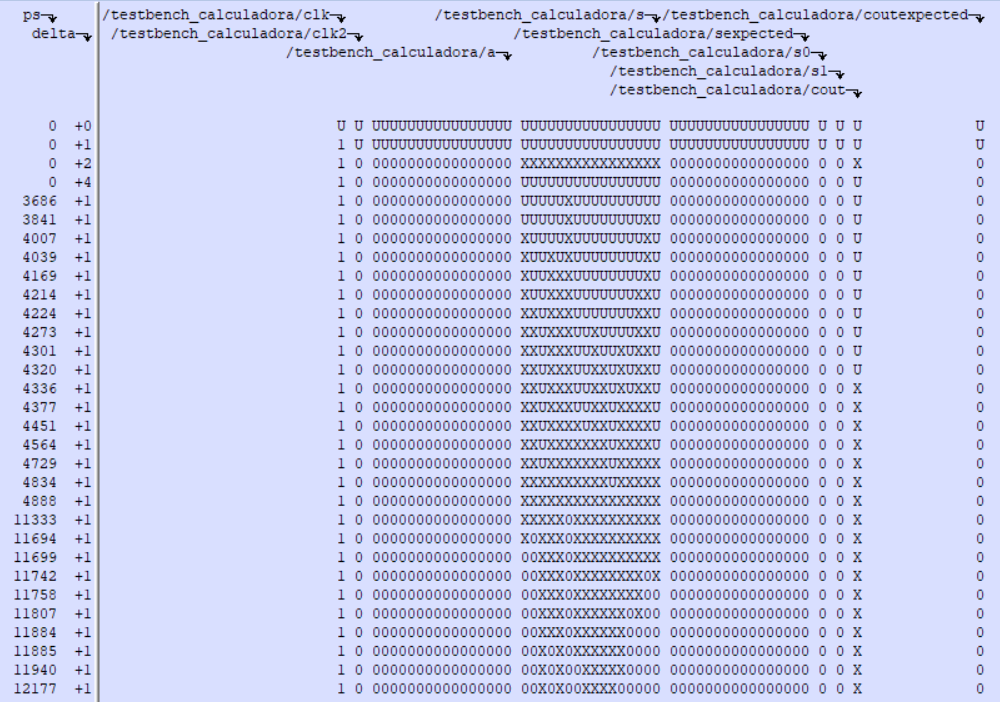 ps /testbench_calculadora/clk /testbench_calculadora/s /testbench_calculadora/coutexpected
delta /testbench_calculadora/clk2 /testbench_calculadora/sexpected
/testbench_calculadora/a /testbench_calculadora/s0
/testbench_calculadora/s1
/testbench_calculadora/cout
0 +0 U U UUUUUUUUUUUUUUUU UUUUUUUUUUUUUUUU UUUUUUUUUUUUUUUU U U U U
0 +1 1 U UUUUUUUUUUUUUUUU UUUUUUUUUUUUUUUU UUUUUUUUUUUUUUUU U U U U
0 +2 1 0 0000000000000000 XXXXXXXXXXXXXXXX 0000000000000000 0 0 X 0
0 +4 1 0 0000000000000000 UUUUUUUUUUUUUUUU 0000000000000000 0 0 U 0
3686 +1 1 0 0000000000000000 UUUUUXUUUUUUUUUU 0000000000000000 0 0 U 0
3841 +1 1 0 0000000000000000 UUUUUXUUUUUUUUXU 0000000000000000 0 0 U 0
4007 +1 1 0 0000000000000000 XUUUUXUUUUUUUUXU 0000000000000000 0 0 U 0
4039 +1 1 0 0000000000000000 XUUXUXUUUUUUUUXU 0000000000000000 0 0 U 0
4169 +1 1 0 0000000000000000 XUUXXXUUUUUUUUXU 0000000000000000 0 0 U 0
4214 +1 1 0 0000000000000000 XUUXXXUUUUUUUXXU 0000000000000000 0 0 U 0
4224 +1 1 0 0000000000000000 XXUXXXUUUUUUUXXU 0000000000000000 0 0 U 0
4273 +1 1 0 0000000000000000 XXUXXXUUXUUUUXXU 0000000000000000 0 0 U 0
4301 +1 1 0 0000000000000000 XXUXXXUUXUUXUXXU 0000000000000000 0 0 U 0
4320 +1 1 0 0000000000000000 XXUXXXUUXXUXUXXU 0000000000000000 0 0 U 0
4336 +1 1 0 0000000000000000 XXUXXXUUXXUXUXXU 0000000000000000 0 0 X 0
4377 +1 1 0 0000000000000000 XXUXXXUUXXUXXXXU 0000000000000000 0 0 X 0
4451 +1 1 0 0000000000000000 XXUXXXXUXXUXXXXU 0000000000000000 0 0 X 0
4564 +1 1 0 0000000000000000 XXUXXXXXXXUXXXXU 0000000000000000 0 0 X 0
4729 +1 1 0 0000000000000000 XXUXXXXXXXUXXXXX 0000000000000000 0 0 X 0
4834 +1 1 0 0000000000000000 XXXXXXXXXXUXXXXX 0000000000000000 0 0 X 0
4888 +1 1 0 0000000000000000 XXXXXXXXXXXXXXXX 0000000000000000 0 0 X 0
11333 +1 1 0 0000000000000000 XXXXX0XXXXXXXXXX 0000000000000000 0 0 X 0
11694 +1 1 0 0000000000000000 X0XXX0XXXXXXXXXX 0000000000000000 0 0 X 0
11699 +1 1 0 0000000000000000 00XXX0XXXXXXXXXX 0000000000000000 0 0 X 0
11742 +1 1 0 0000000000000000 00XXX0XXXXXXXX0X 0000000000000000 0 0 X 0
11758 +1 1 0 0000000000000000 00XXX0XXXXXXXX00 0000000000000000 0 0 X 0
11807 +1 1 0 0000000000000000 00XXX0XXXXXX0X00 0000000000000000 0 0 X 0
11884 +1 1 0 0000000000000000 00XXX0XXXXXX0000 0000000000000000 0 0 X 0
11885 +1 1 0 0000000000000000 00X0X0XXXXXX0000 0000000000000000 0 0 X 0
11940 +1 1 0 0000000000000000 00X0X00XXXXX0000 0000000000000000 0 0 X 0
12177 +1 1 0 0000000000000000 00X0X00XXXX00000 0000000000000000 0 0 X 0